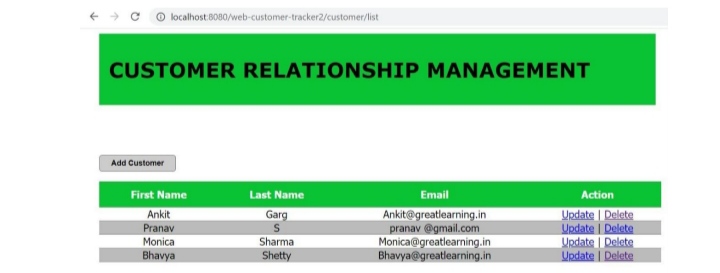 localhost:8080/web-customer-tracker2/customer/list
CUSTOMER RELATIONSHIP MANAGEMENT
Add Customer
First Name Last Name Email Action
Ankit Garg Ankit@greatlearning.in Update | Delete
Pranav S pranav @gmail.com Update | Delete
Monica Sharma Monica@greatlearning.in Update | Delete
Bhavya Shetty Bhavya@greatlearning.in Update | Delete